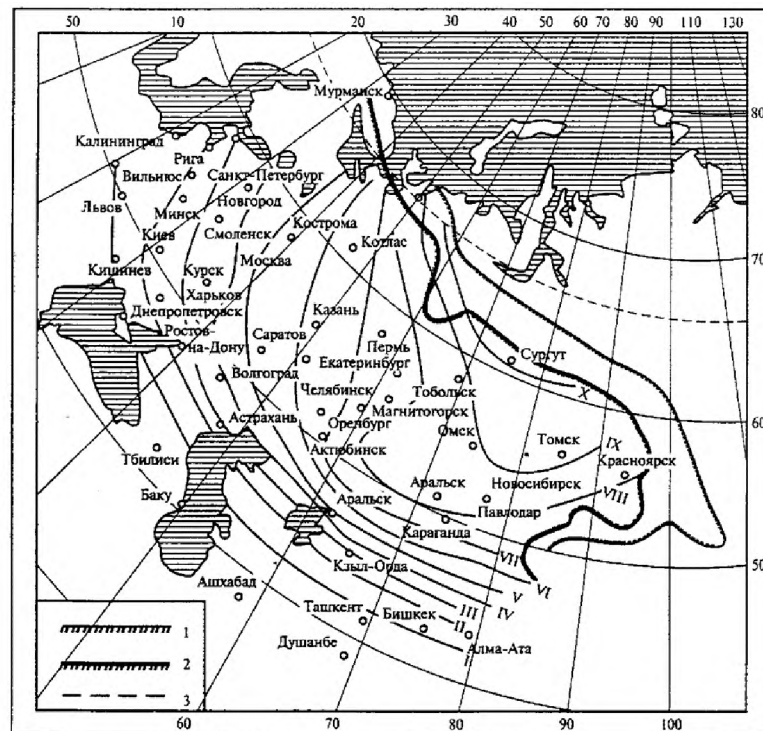 50 10 20 30 40 50 60 70 80 90 110 130
Мурманск
80
Калининград
Рига
Вильнюс
Санкт-Петербург
Новгород
Львов
Минск
Смоленск
Кострома
Киев
Котлас
Москва
70
Кишинев
Курск
Харьков
Днепропетровск
Казань
Ростов-
на-Дону
Саратов
Пермь
Екатеринбург
Сургут
Волгоград
Челябинск
Тобольск
X
Магнитогорск
60
Астрахань
Оренбург
Омск
IX
Актюбинск
Томск
Тбилиси
Красноярск
Аральск
Новосибирск
VIII
Баку
Аральск
Павлодар
Караганда
VII
50
Кзыл-Орда
VI
V
Ашхабад
IV
III
Ташкент
Бишкек
II
1
Душанбе
Алма-Ата
I
2
3
60 70 80 90 100